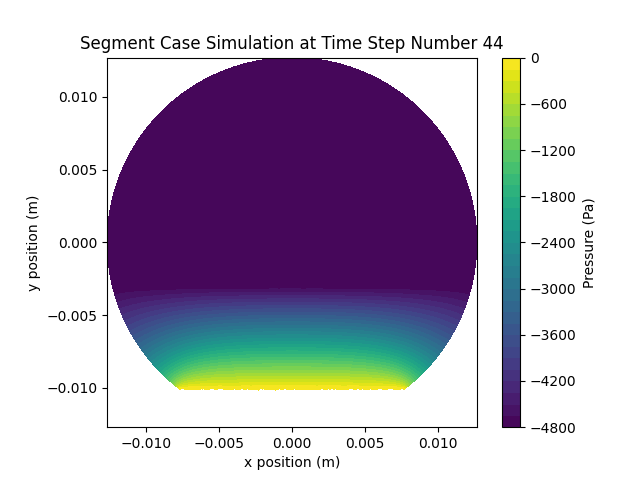 Segment Case Simulation at Time Step Number 44
0.010
0.005
0.000
−0.005
−0.010
y position (m)
−0.010 −0.005 0.000 0.005 0.010
x position (m)
0
−600
−1200
−1800
−2400
−3000
−3600
−4200
−4800
Pressure (Pa)